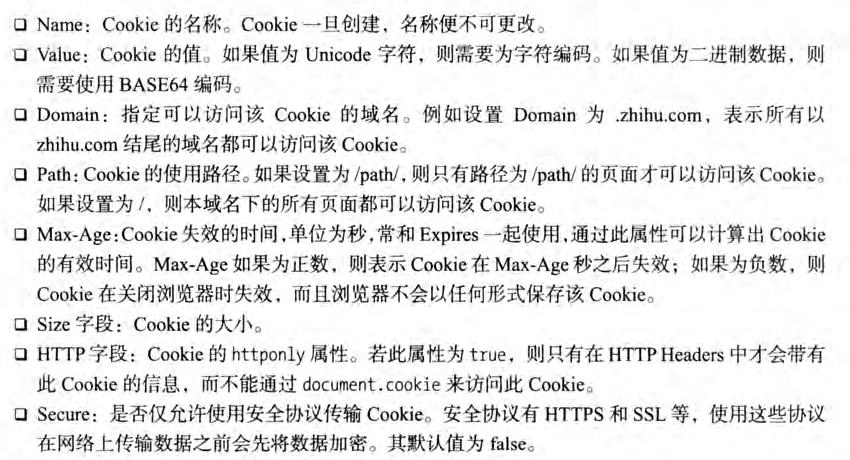 ❑ Name：Cookie 的名称。Cookie 一旦创建，名称便不可更改。
❑ Value：Cookie 的值。如果值为 Unicode 字符，则需要为字符编码。如果值为二进制数据，则
需要使用 BASE64 编码。
❑ Domain：指定可以访问该 Cookie 的域名。例如设置 Domain 为 .zhihu.com，表示所有以
zhihu.com 结尾的域名都可以访问该 Cookie。
❑ Path：Cookie 的使用路径。如果设置为 /path/，则只有路径为 /path/ 的页面才可以访问该 Cookie。
如果设置为 /，则本域名下的所有页面都可以访问该 Cookie。
❑ Max-Age：Cookie 失效的时间，单位为秒，常和 Expires 一起使用，通过此属性可以计算出 Cookie
的有效时间。Max-Age 如果为正数，则表示 Cookie 在 Max-Age 秒之后失效；如果为负数，则
Cookie 在关闭浏览器时失效，而且浏览器不会以任何形式保存该 Cookie。
❑ Size 字段：Cookie 的大小。
❑ HTTP 字段：Cookie 的 httponly 属性。若此属性为 true，则只有在 HTTP Headers 中才会带有
此 Cookie 的信息，而不能通过 document.cookie 来访问此 Cookie。
❑ Secure：是否仅允许使用安全协议传输 Cookie。安全协议有 HTTPS 和 SSL 等，使用这些协议
在网络上传输数据之前会先将数据加密。其默认值为 false。